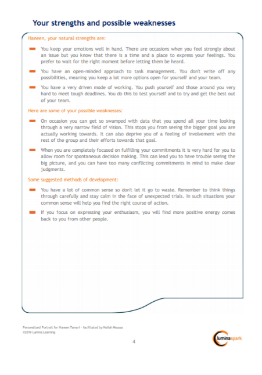 Your strengths and possible weaknesses
However, your natural strengths are:
You keep your emotions well in hand. There are occasions when you feel strongly about
an issue but you know that there is a time and a place to express your feelings. You
prefer to wait for the right moment before letting them be heard.
You have an open-minded approach to task management. You don't write off any
possibilities, meaning you keep a lot more options open for yourself and your team.
You have a very driven mode of working. You push yourself and those around you very
hard to meet tough deadlines. You do this to test yourself and to try and get the best out
of your team.
Here are some of your possible weaknesses:
On occasion you can get so swamped with data that you spend all your time looking
through a very narrow field of vision. This stops you from seeing the bigger goal you are
actually working towards. It can also deprive you of a feeling of involvement with the
rest of the group and their efforts towards that goal.
When you are completely focused on fulfilling your commitments it is very hard for you to
allow room for spontaneous decision making. This can lead you to have trouble seeing the
big picture, and you can have too many conflicting commitments in mind to make clear
judgments.
Some suggested methods of development:
You have a lot of common sense so don't let it go to waste. Remember to think things
through carefully and stay calm in the face of unexpected trials. In such situations your
common sense will help you find the right course of action.
If you focus on expressing your enthusiasm, you will find more positive energy comes
back to you from other people.
Personalised Portrait for
facilitated by
Lumina Learning
4
luminaspark